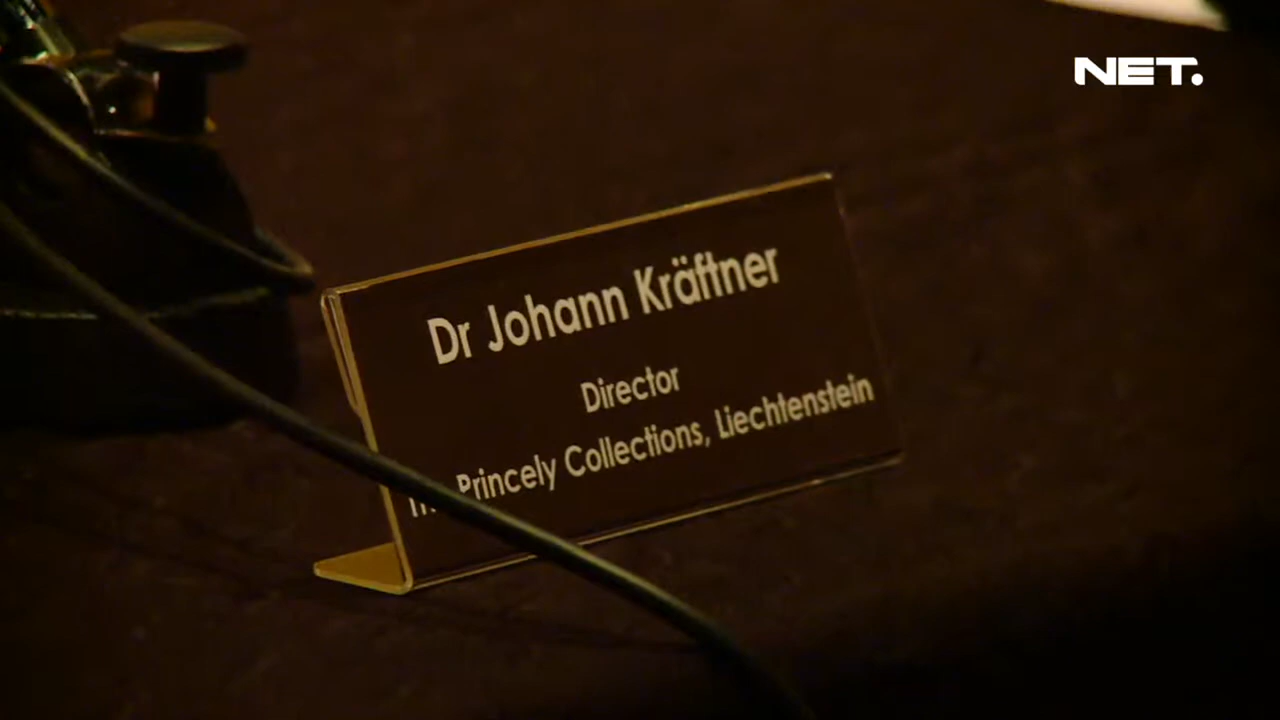 NET.
Dr Johann Kräftner
Director
Princely Collections, Liechtenstein